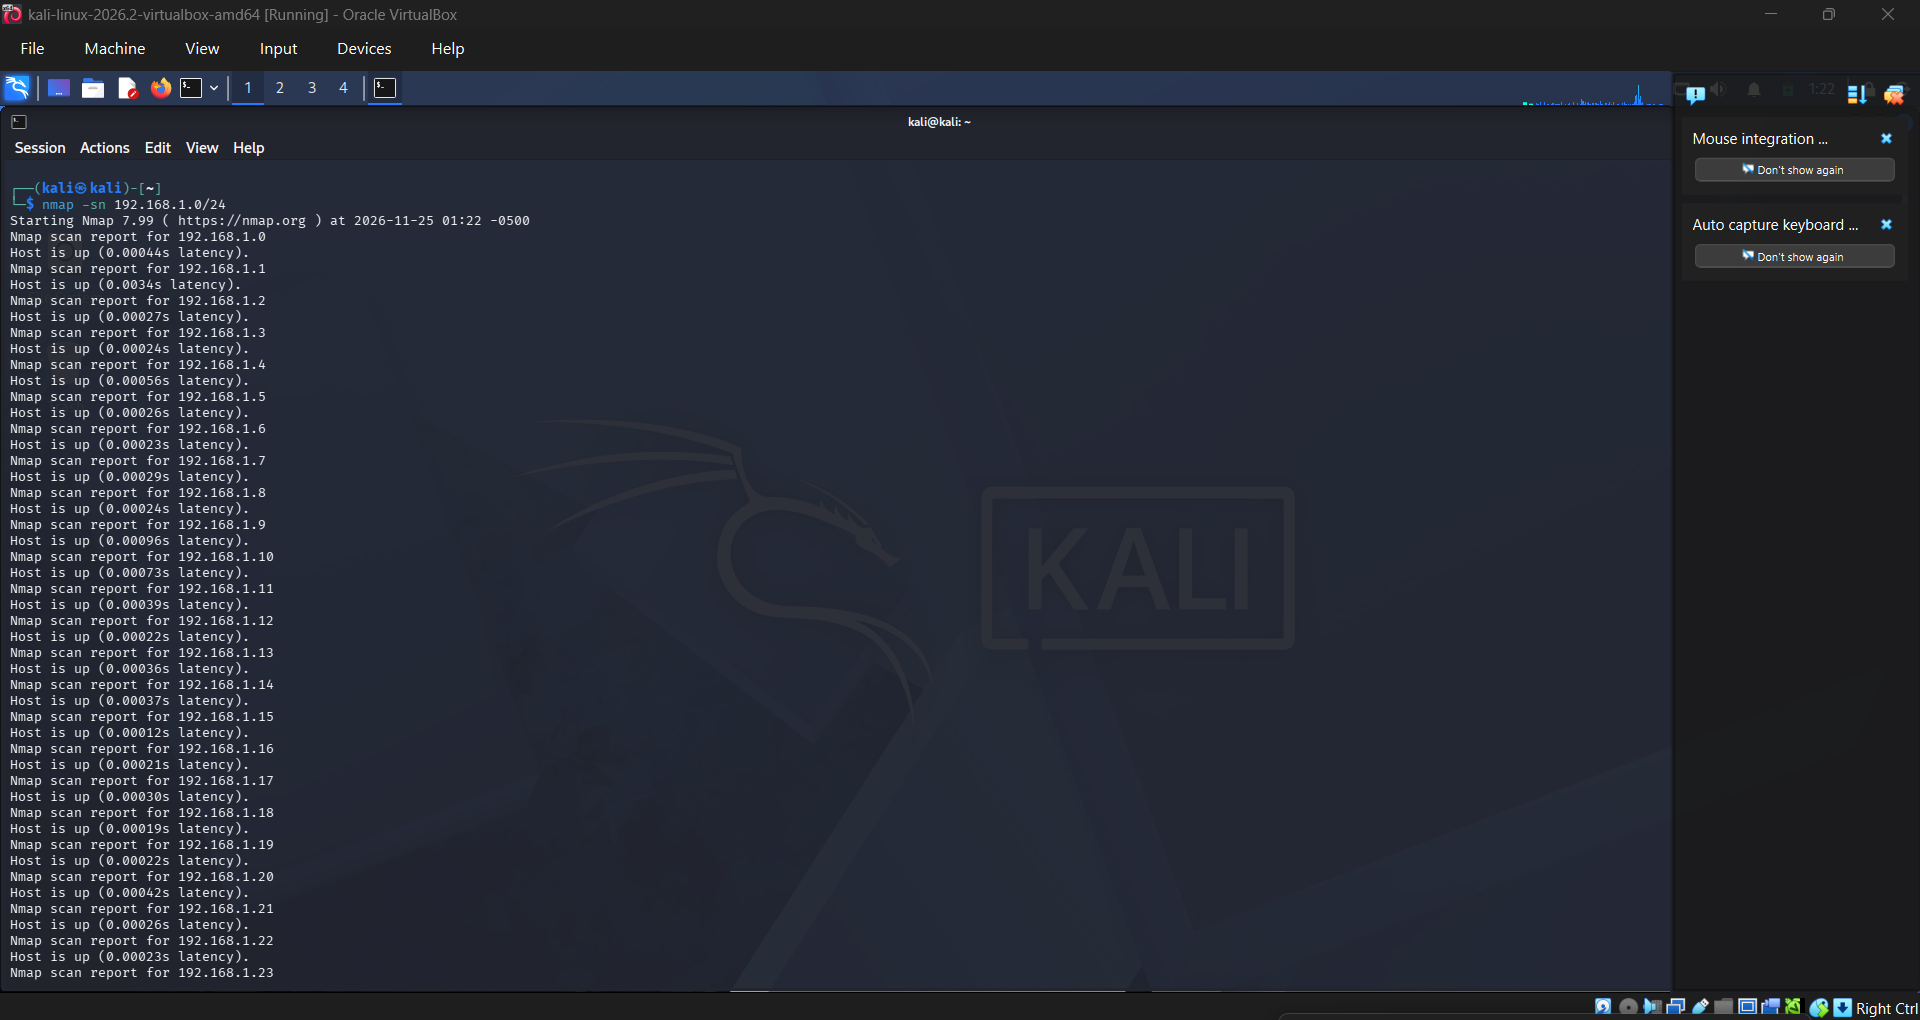 kali-linux-2026.2-virtualbox-amd64 [Running] - Oracle VirtualBox
File Machine View Input Devices Help
1 2 3 4
1:22
kali@kali: ~
Session Actions Edit View Help
┌──(kali㉿kali)-[~]
└─$ nmap -sn 192.168.1.0/24
Starting Nmap 7.99 ( https://nmap.org ) at 2026-11-25 01:22 -0500
Nmap scan report for 192.168.1.0
Host is up (0.00044s latency).
Nmap scan report for 192.168.1.1
Host is up (0.0034s latency).
Nmap scan report for 192.168.1.2
Host is up (0.00027s latency).
Nmap scan report for 192.168.1.3
Host is up (0.00024s latency).
Nmap scan report for 192.168.1.4
Host is up (0.00056s latency).
Nmap scan report for 192.168.1.5
Host is up (0.00026s latency).
Nmap scan report for 192.168.1.6
Host is up (0.00023s latency).
Nmap scan report for 192.168.1.7
Host is up (0.00029s latency).
Nmap scan report for 192.168.1.8
Host is up (0.00024s latency).
Nmap scan report for 192.168.1.9
Host is up (0.00096s latency).
Nmap scan report for 192.168.1.10
Host is up (0.00073s latency).
Nmap scan report for 192.168.1.11
Host is up (0.00039s latency).
Nmap scan report for 192.168.1.12
Host is up (0.00022s latency).
Nmap scan report for 192.168.1.13
Host is up (0.00036s latency).
Nmap scan report for 192.168.1.14
Host is up (0.00037s latency).
Nmap scan report for 192.168.1.15
Host is up (0.00012s latency).
Nmap scan report for 192.168.1.16
Host is up (0.00021s latency).
Nmap scan report for 192.168.1.17
Host is up (0.00030s latency).
Nmap scan report for 192.168.1.18
Host is up (0.00019s latency).
Nmap scan report for 192.168.1.19
Host is up (0.00022s latency).
Nmap scan report for 192.168.1.20
Host is up (0.00042s latency).
Nmap scan report for 192.168.1.21
Host is up (0.00026s latency).
Nmap scan report for 192.168.1.22
Host is up (0.00023s latency).
Nmap scan report for 192.168.1.23
KALI
Mouse integration ...
Don't show again
Auto capture keyboard ...
Don't show again
Right Ctrl